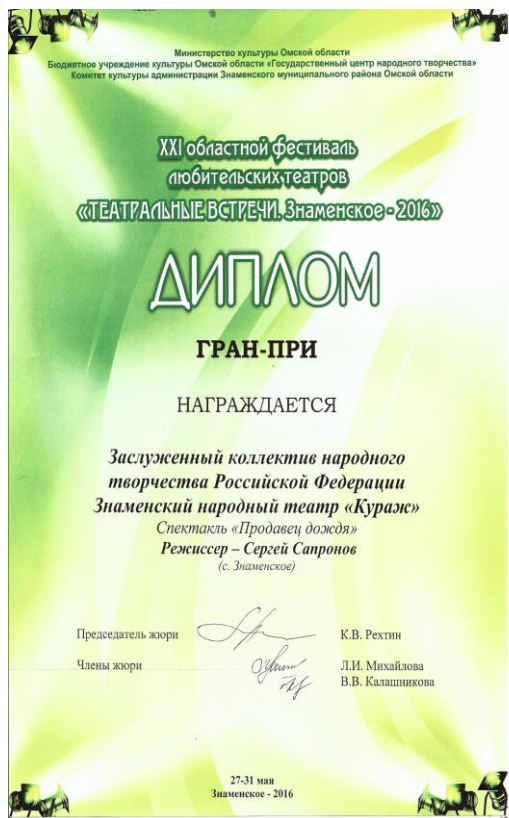 Министерство культуры Омской области
Бюджетное учреждение культуры Омской области «Государственный центр народного творчества»
Комитет культуры администрации Знаменского муниципального района Омской области
XXI областной фестиваль
любительских театров
«ТЕАТРАЛЬНЫЕ ВСТРЕЧИ. Знаменское - 2016»
ДИПЛОМ
ГРАН-ПРИ
НАГРАЖДАЕТСЯ
Заслуженный коллектив народного
творчества Российской Федерации
Знаменский народный театр «Кураж»
Спектакль «Продавец дождя»
Режиссер – Сергей Сапронов
(с. Знаменское)
Председатель жюри К.В. Рехтин
Члены жюри Л.И. Михайлова
В.В. Калашникова
27-31 мая
Знаменское - 2016